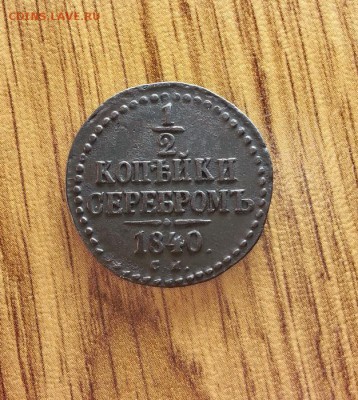 COINS.LAVE.RU
1
2
КОПѢЙКИ
СЕРЕБРОМЪ
1840.